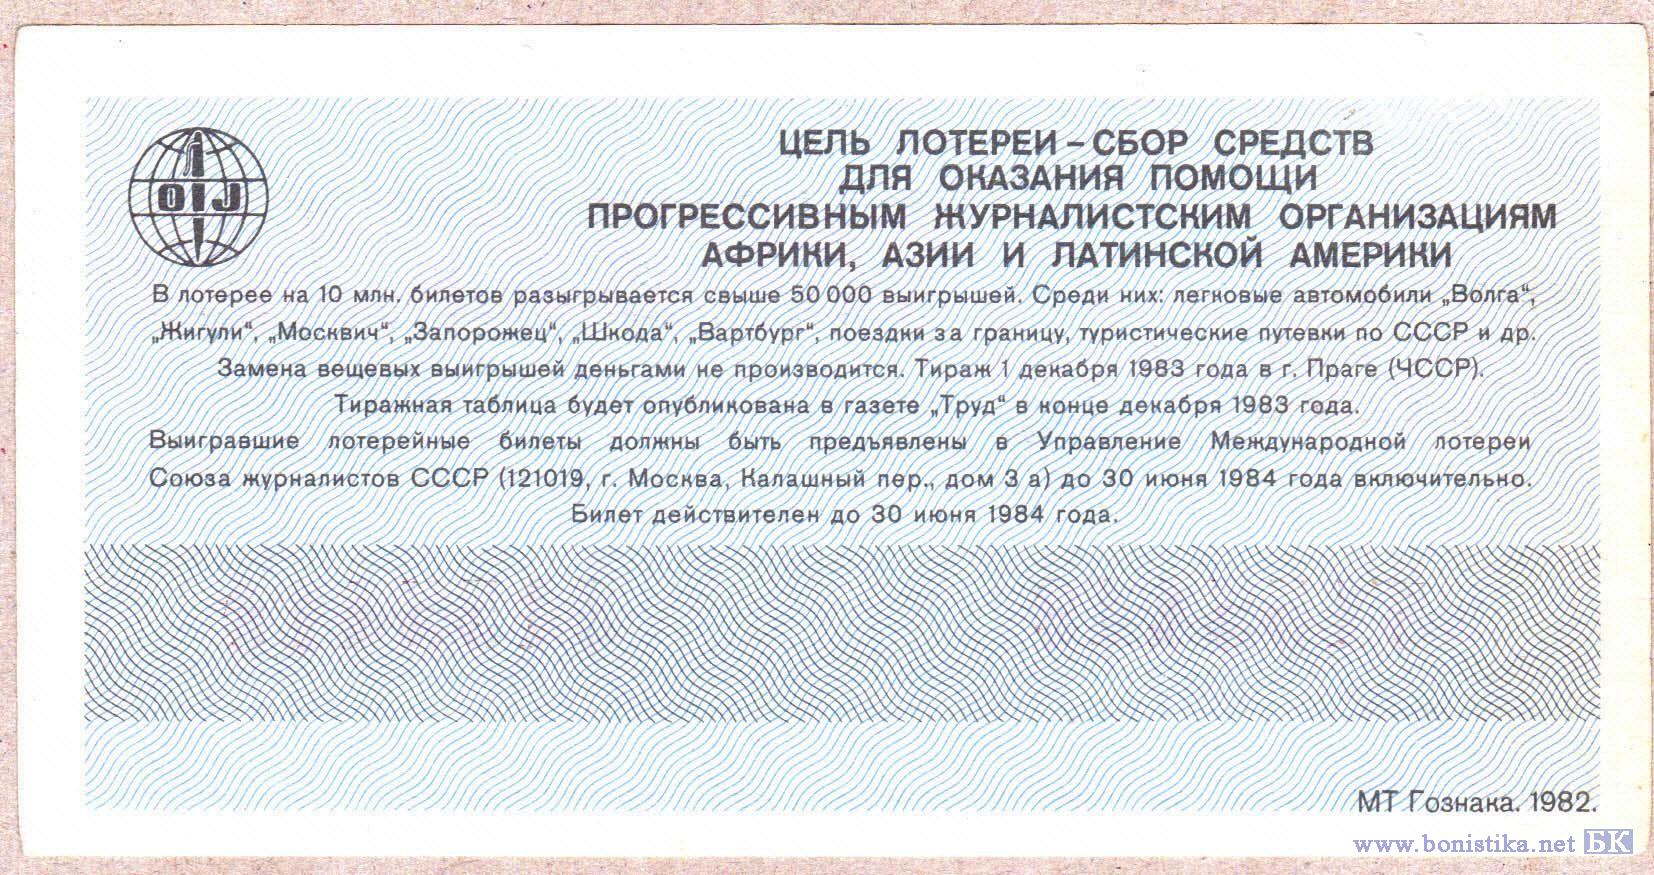 OIJ
ЦЕЛЬ ЛОТЕРЕИ – СБОР СРЕДСТВ
ДЛЯ ОКАЗАНИЯ ПОМОЩИ
ПРОГРЕССИВНЫМ ЖУРНАЛИСТСКИМ ОРГАНИЗАЦИЯМ
АФРИКИ, АЗИИ И ЛАТИНСКОЙ АМЕРИКИ
В лотерее на 10 млн. билетов разыгрывается свыше 50 000 выигрышей. Среди них: легковые автомобили „Волга“,
„Жигули“, „Москвич“, „Запорожец“, „Шкода“, „Вартбург“, поездки за границу, туристические путевки по СССР и др.
Замена вещевых выигрышей деньгами не производится. Тираж 1 декабря 1983 года в г. Праге (ЧССР).
Тиражная таблица будет опубликована в газете „Труд“ в конце декабря 1983 года.
Выигравшие лотерейные билеты должны быть предъявлены в Управление Международной лотереи
Союза журналистов СССР (121019, г. Москва, Калашный пер., дом 3 а) до 30 июня 1984 года включительно.
Билет действителен до 30 июня 1984 года.
МТ Гознака. 1982.
www.bonistika.net БК